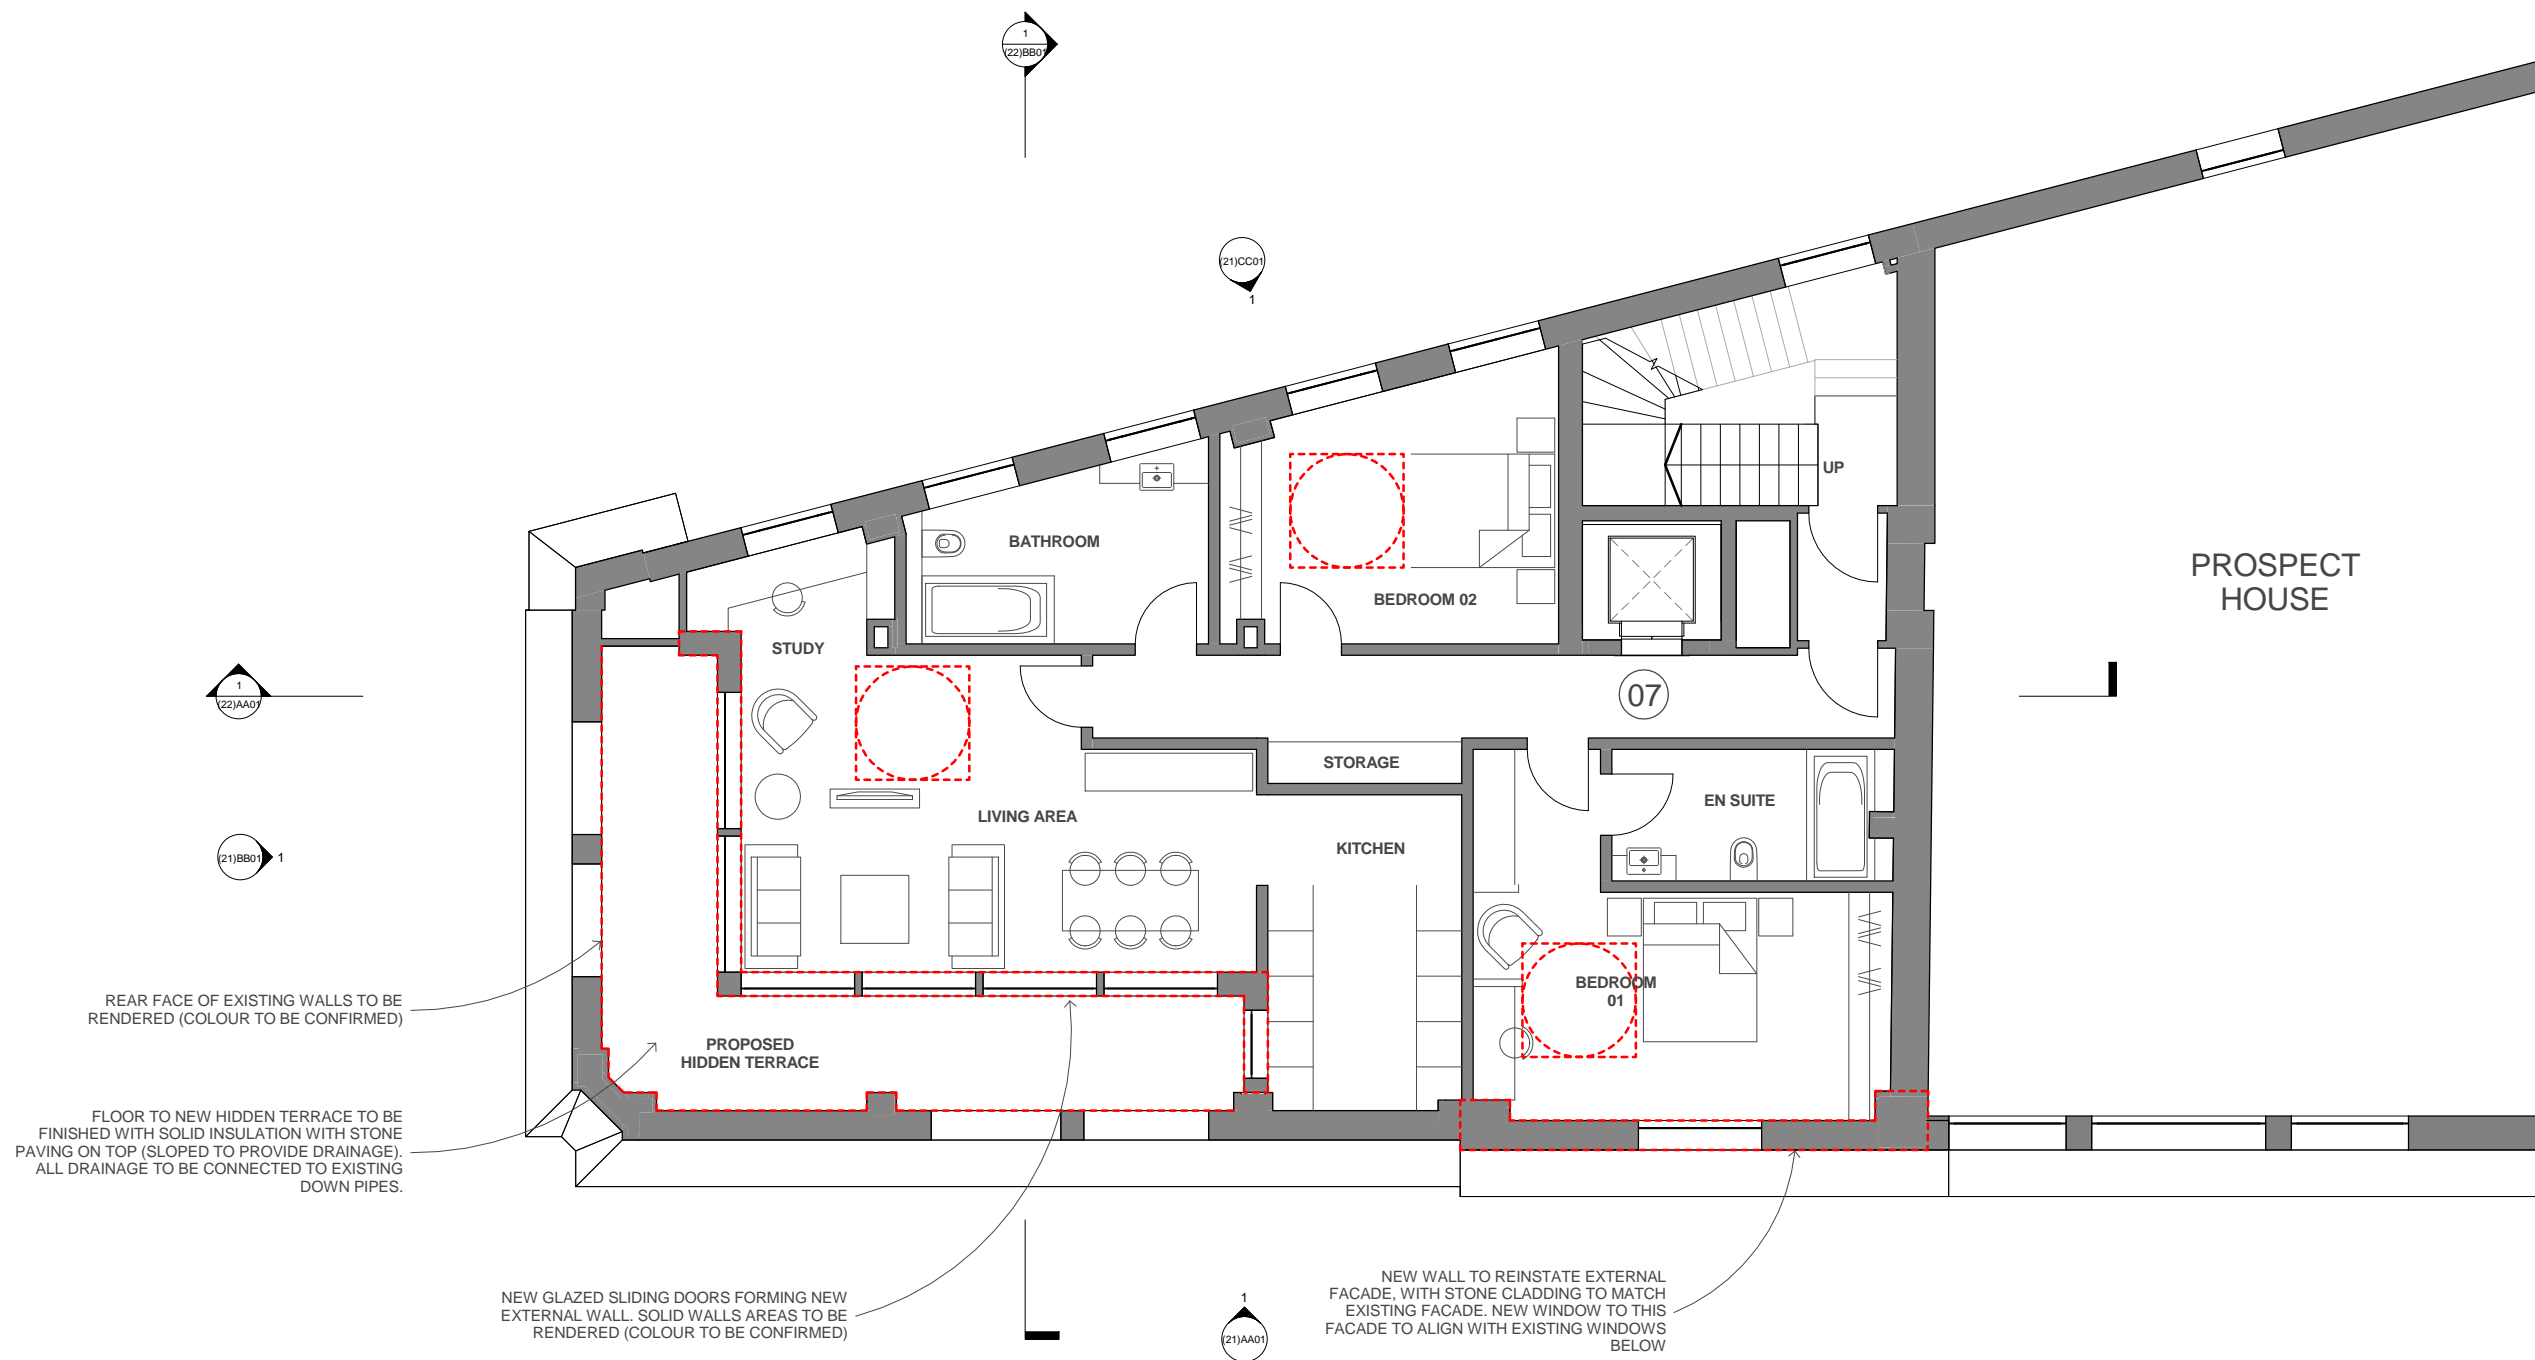 1
(22)BB01
(21)CC01
1
UP
BATHROOM
BEDROOM 02
PROSPECT
HOUSE
STUDY
1
(22)AA01
07
STORAGE
EN SUITE
LIVING AREA
KITCHEN
(21)BB01
1
BEDROOM
01
REAR FACE OF EXISTING WALLS TO BE
RENDERED (COLOUR TO BE CONFIRMED)
PROPOSED
HIDDEN TERRACE
FLOOR TO NEW HIDDEN TERRACE TO BE
FINISHED WITH SOLID INSULATION WITH STONE
PAVING ON TOP (SLOPED TO PROVIDE DRAINAGE).
ALL DRAINAGE TO BE CONNECTED TO EXISTING
DOWN PIPES.
NEW GLAZED SLIDING DOORS FORMING NEW
EXTERNAL WALL. SOLID WALLS AREAS TO BE
RENDERED (COLOUR TO BE CONFIRMED)
1
(21)AA01
NEW WALL TO REINSTATE EXTERNAL
FACADE, WITH STONE CLADDING TO MATCH
EXISTING FACADE. NEW WINDOW TO THIS
FACADE TO ALIGN WITH EXISTING WINDOWS
BELOW